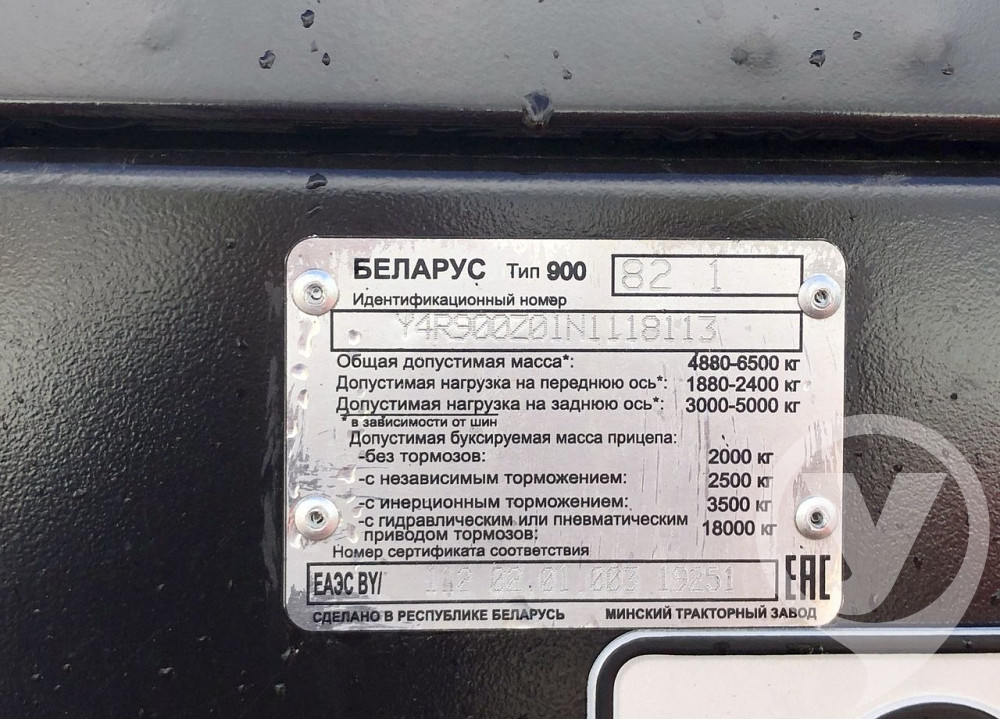 БЕЛАРУС Тип 900 82 1
Идентификационный номер
Y4R900Z01N1118113
Общая допустимая масса*: 4880-6500 кг
Допустимая нагрузка на переднюю ось*: 1880-2400 кг
Допустимая нагрузка на заднюю ось*: 3000-5000 кг
*в зависимости от шин
Допустимая буксируемая масса прицепа:
-без тормозов: 2000 кг
-с независимым торможением: 2500 кг
-с инерционным торможением: 3500 кг
-с гидравлическим или пневматическим
приводом тормозов: 18000 кг
Номер сертификата соответствия
ЕАЭС BY/ 112 02.01 003 19251 ЕАС
СДЕЛАНО В РЕСПУБЛИКЕ БЕЛАРУСЬ МИНСКИЙ ТРАКТОРНЫЙ ЗАВОД